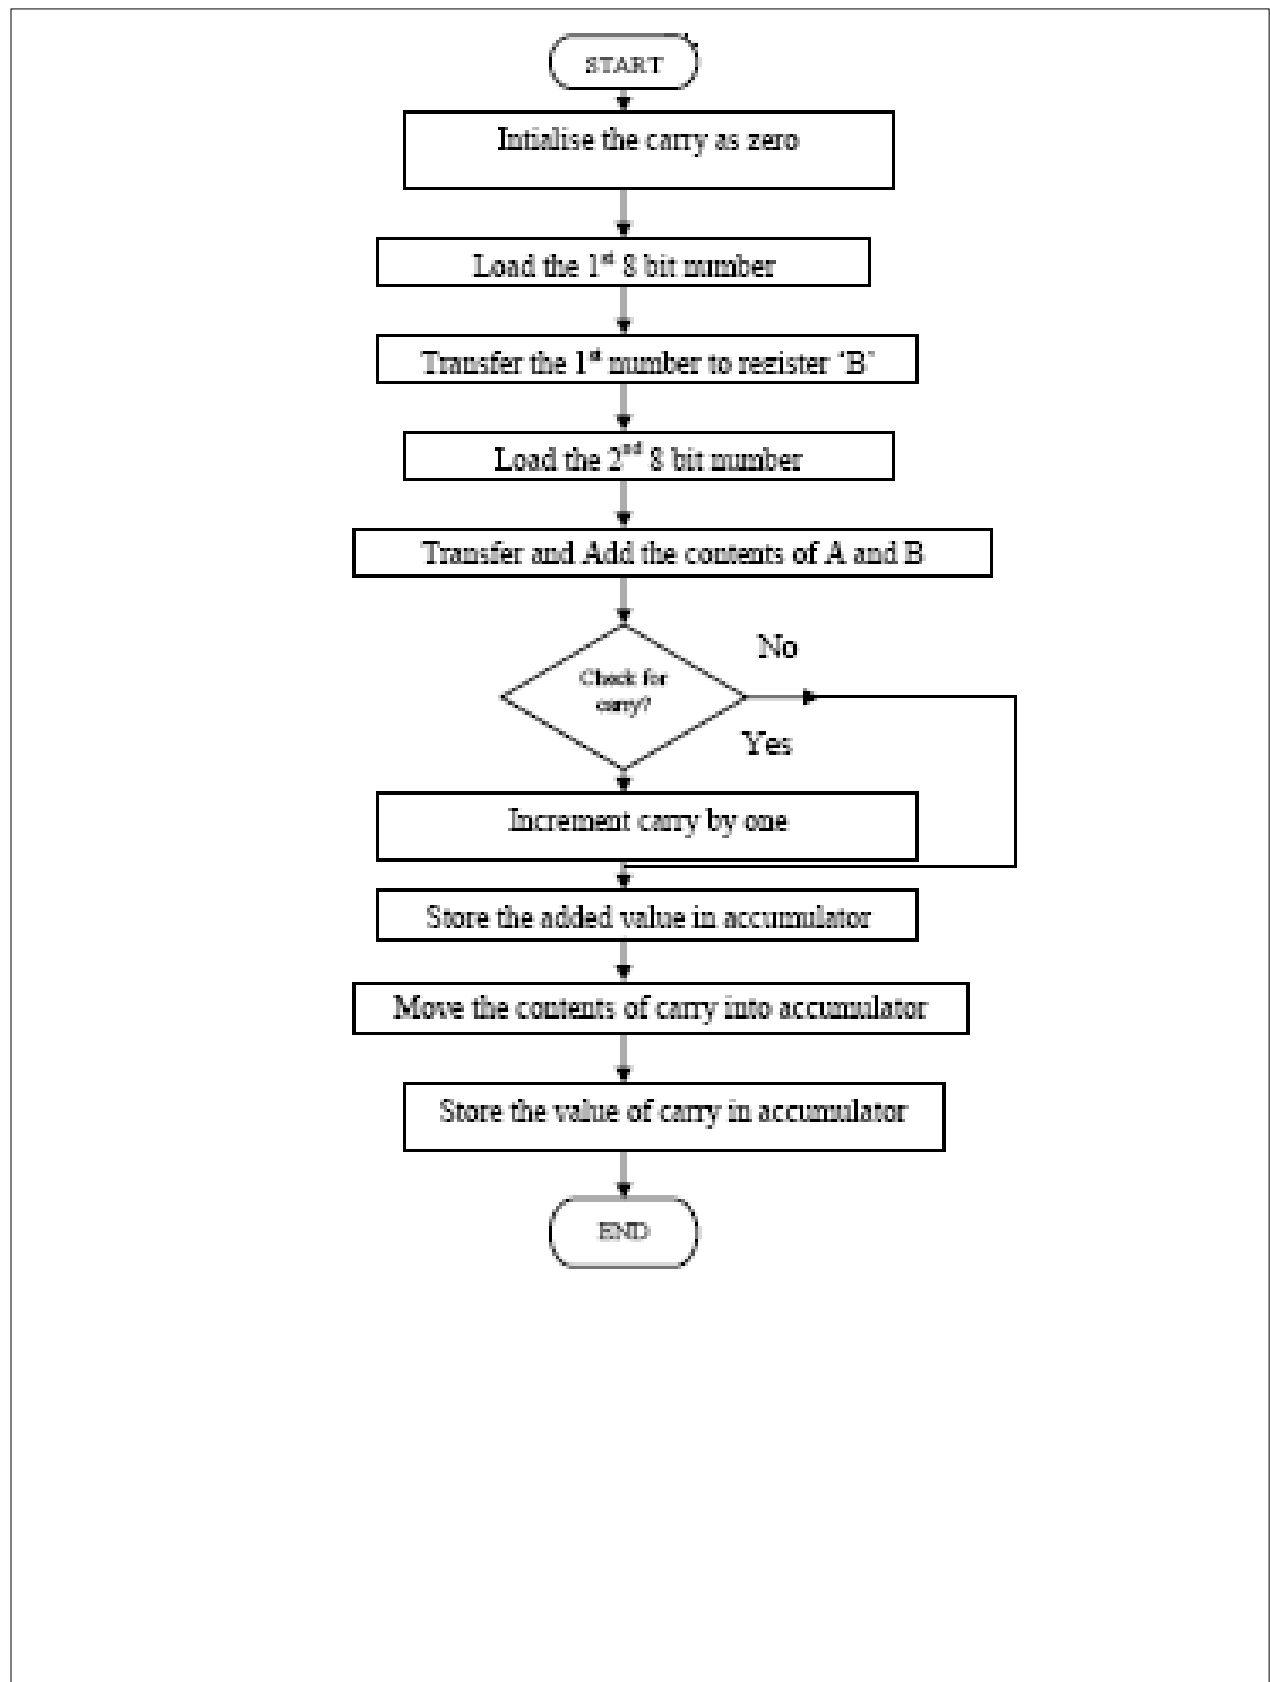 START
Intialise the carry as zero
Load the 1st 8 bit number
Transfer the 1st number to register 'B'
Load the 2nd 8 bit number
Transfer and Add the contents of A and B
Check for
carry?
No
Yes
Increment carry by one
Store the added value in accumulator
Move the contents of carry into accumulator
Store the value of carry in accumulator
END